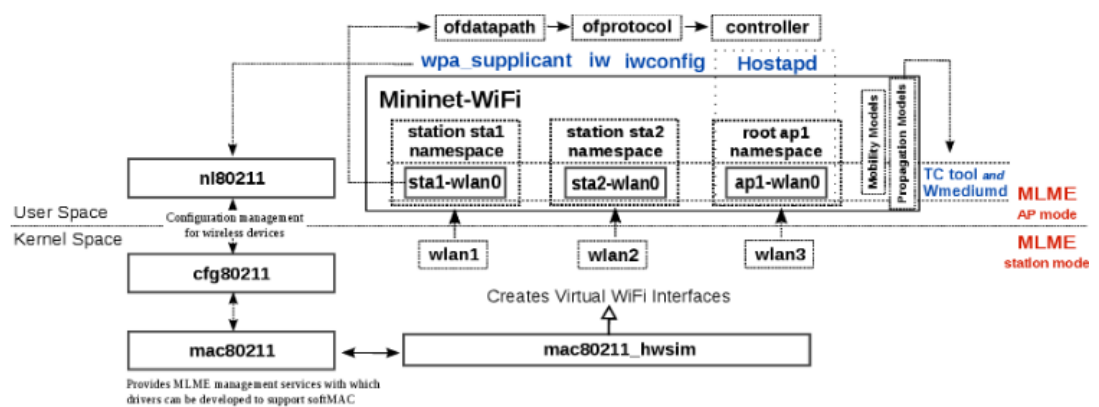 ofdatapath
ofprotocol
controller
wpa_supplicant iw iwconfig Hostapd
Mininet-WiFi
station sta1
namespace
sta1-wlan0
station sta2
namespace
sta2-wlan0
root ap1
namespace
ap1-wlan0
Mobility Models
Propagation Models
TC tool and
Wmediumd
MLME
AP mode
MLME
station mode
nl80211
User Space
Kernel Space
Configuration management
for wireless devices
wlan1
wlan2
wlan3
cfg80211
Creates Virtual WiFi Interfaces
mac80211
mac80211_hwsim
Provides MLME management services with which
drivers can be developed to support softMAC